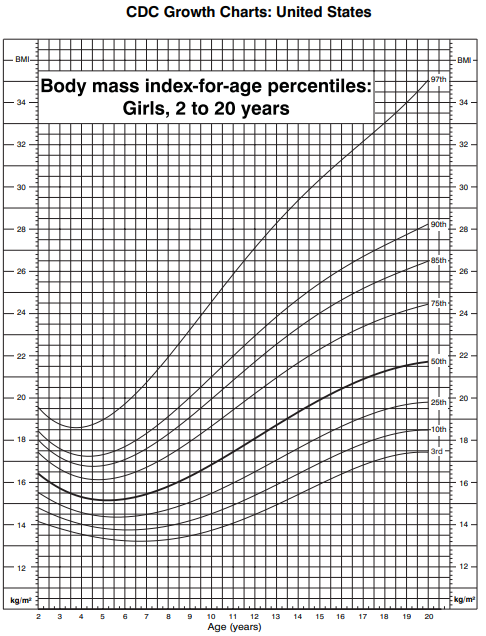 CDC Growth Charts: United States
BMI
BMI
Body mass index-for-age percentiles:
Girls, 2 to 20 years
97th
34
34
32
32
30
30
90th
28
28
85th
26
26
75th
24
24
50th
22
22
25th
20
20
10th
18
18
3rd
16
16
14
14
12
12
kg/m²
kg/m²
2 3 4 5 6 7 8 9 10 11 12 13 14 15 16 17 18 19 20
Age (years)